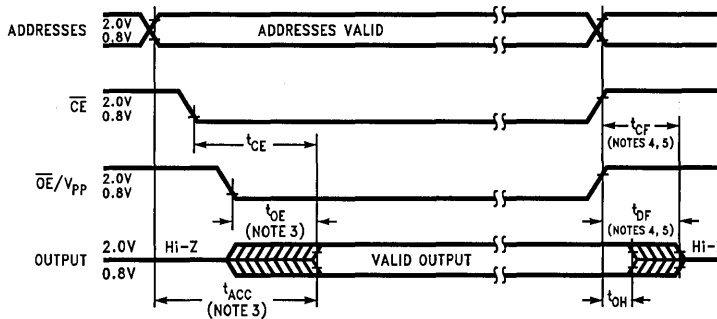 ADDRESSES 2.0V 0.8V ADDRESSES VALID
CE 2.0V 0.8V
tCE
tCF
(NOTES 4, 5)
OE/VPP 2.0V 0.8V
tOE
(NOTE 3)
tDF
(NOTES 4, 5)
OUTPUT 2.0V 0.8V Hi-Z VALID OUTPUT Hi-
tACC
(NOTE 3)
tOH